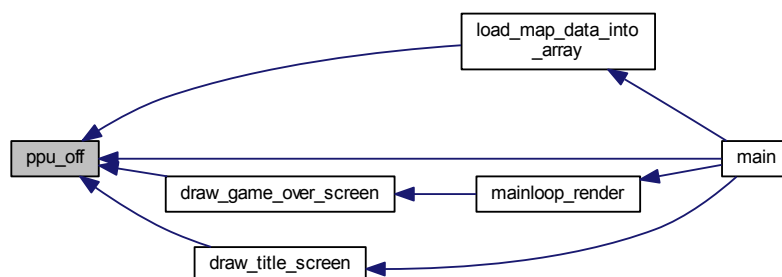 load_map_data_into
_array
ppu_off
main
draw_game_over_screen
mainloop_render
draw_title_screen